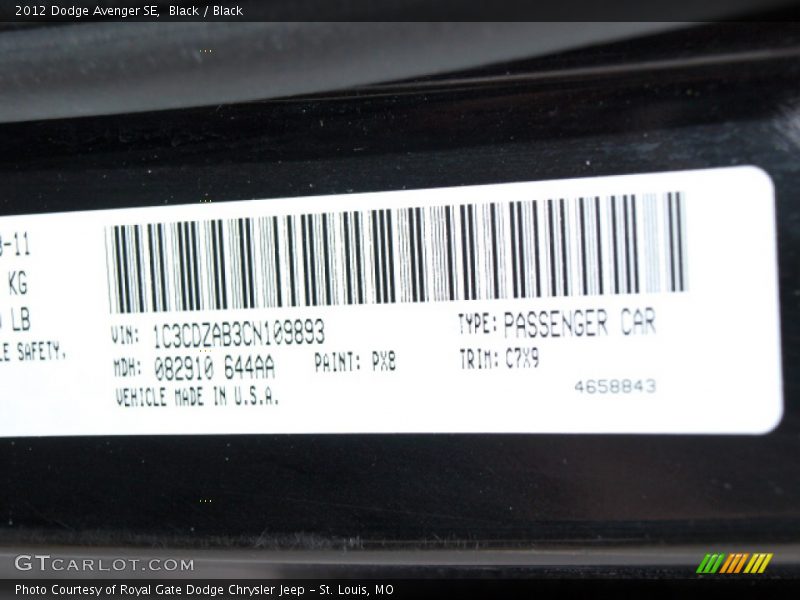 2012 Dodge Avenger SE, Black / Black
-11
KG
LB
SAFETY.
VIN: 1C3CDZAB3CN109893
TYPE: PASSENGER CAR
MDH: 082910 644AA
PAINT: PX8
TRIM: C7X9
VEHICLE MADE IN U.S.A.
4658843
GTCARLOT.COM
Photo Courtesy of Royal Gate Dodge Chrysler Jeep - St. Louis, MO